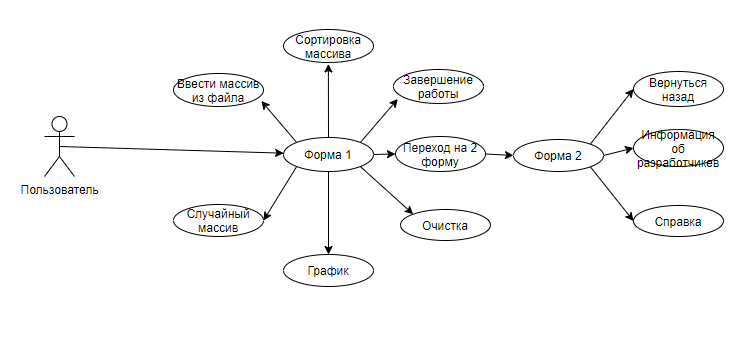 Сортировка
массива
Ввести массив
из файла
Завершение
работы
Вернуться
назад
Форма 1
Переход на 2
форму
Форма 2
Информация
об
разработчиков
Пользователь
Случайный
массив
Очистка
Справка
График